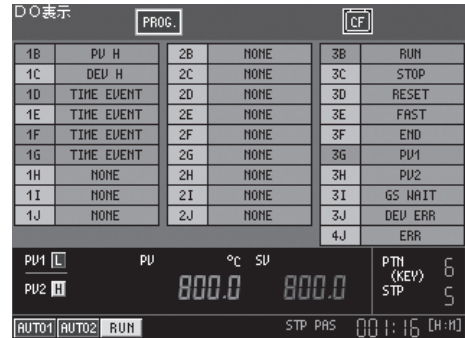 DO表示
PROG.
CF
1B PV H 2B NONE 3B RUN
1C DEV H 2C NONE 3C STOP
1D TIME EVENT 2D NONE 3D RESET
1E TIME EVENT 2E NONE 3E FAST
1F TIME EVENT 2F NONE 3F END
1G TIME EVENT 2G NONE 3G PV1
1H NONE 2H NONE 3H PV2
1I NONE 2I NONE 3I GS WAIT
1J NONE 2J NONE 3J DEV ERR
4J ERR
PV1 L PV °C SV PTN 6
(KEY)
PV2 H 800.0 800.0 STP 5
AUTO1 AUTO2 RUN STP PAS 001:16 [H:M]